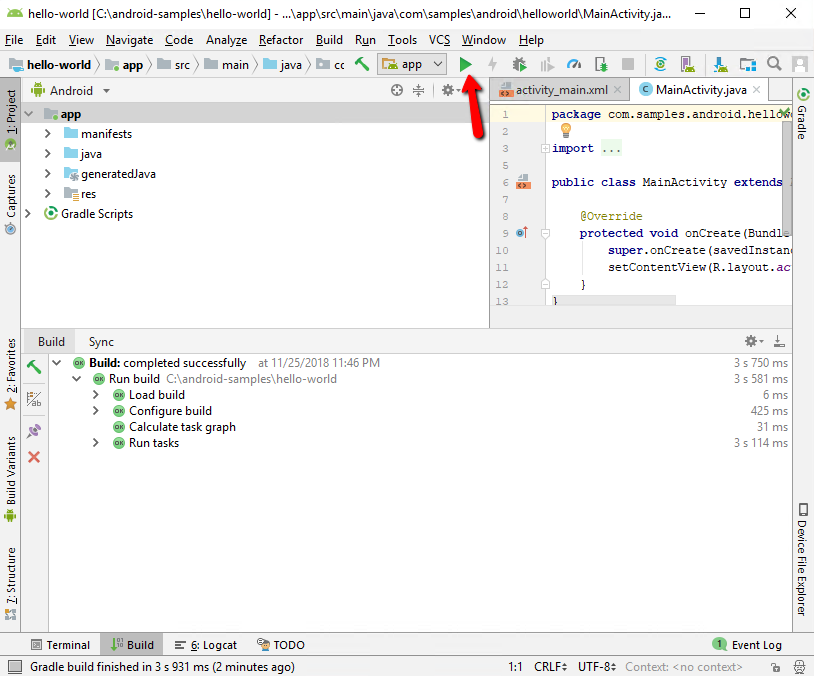 hello-world [C:\android-samples\hello-world] - ...\app\src\main\java\com\samples\android\helloworld\MainActivity.ja...
File Edit View Navigate Code Analyze Refactor Build Run Tools VCS Window Help
hello-world app src main java cc app
1: Project
Captures
2: Favorites
Build Variants
7: Structure
Android
app
manifests
java
generatedJava
res
Gradle Scripts
activity_main.xml MainActivity.java
1 package com.samples.android.hellow
2
3 import ...
5
6 public class MainActivity extends
7
8 @Override
9 protected void onCreate(Bundle
10 super.onCreate(savedInstan
11 setContentView(R.layout.ac
12 }
13 }
Gradle
Device File Explorer
Build Sync
OK Build: completed successfully at 11/25/2018 11:46 PM 3 s 750 ms
OK Run build C:\android-samples\hello-world 3 s 581 ms
OK Load build 6 ms
OK Configure build 425 ms
OK Calculate task graph 31 ms
OK Run tasks 3 s 114 ms
Terminal Build 6: Logcat TODO 1 Event Log
Gradle build finished in 3 s 931 ms (2 minutes ago) 1:1 CRLF UTF-8 Context: <no context>